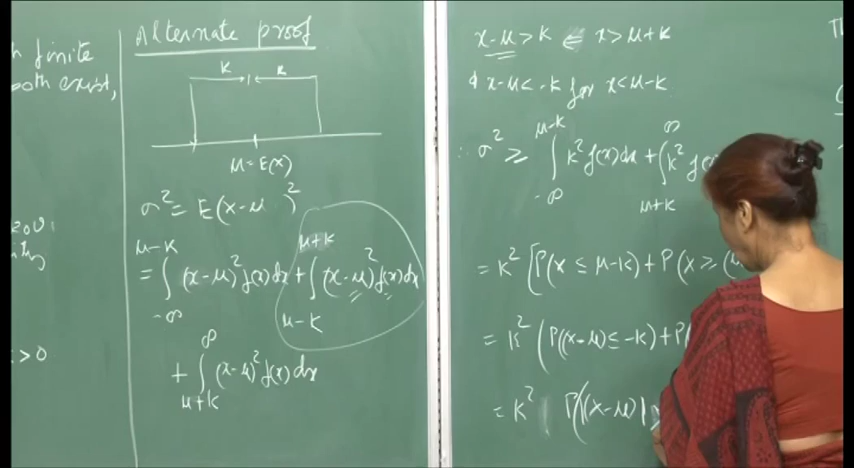 h finite
both exist,
> 0
Alternate proof
K K
μ = E(X)
σ² = E(X-μ )²
= ∫_{-∞}^{μ-K} (x-μ)² f(x) dx + ∫_{μ-K}^{μ+K} (x-μ)² f(x) dx
+ ∫_{μ+K}^{∞} (x-μ)² f(x) dx
x-μ > K ⇐ x > μ+K
& x-μ < -K for x < μ-K
∴ σ² ≥ ∫_{-∞}^{μ-K} K² f(x) dx + ∫_{μ+K}^{∞} K² f(
= K² [P(X ≤ μ-K) + P(X ≥ (
= K² (P((X-μ) ≤ -K) + P(
= K² P(|(X-μ)| ≥